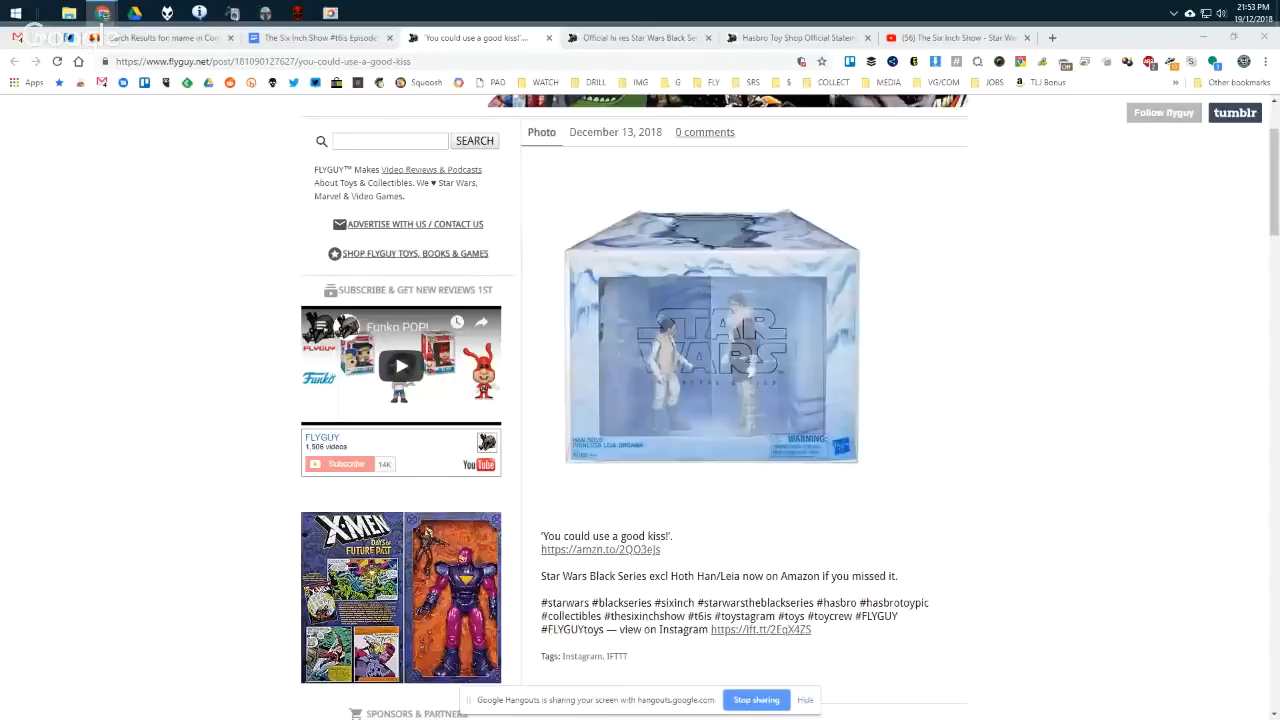 21:53 PM
19/12/2018
earch Results for: mame in Con
The Six Inch Show #t6is Episode
'You could use a good kiss!'....
Official hi res Star Wars Black Se
Hasbro Toy Shop Official Statem
(56) The Six Inch Show - Star Wa
https://www.flyguy.net/post/181090127627/you-could-use-a-good-kiss
Apps
Squoosh
PAD
WATCH
DRILL
IMG
G
FLY
SRS
$
COLLECT
MEDIA
VG/COM
JOBS
TLJ Bonus
»
Other bookmarks
Follow flyguy
tumblr
SEARCH
Photo December 13, 2018 0 comments
FLYGUY™ Makes Video Reviews & Podcasts
About Toys & Collectibles. We ♥ Star Wars,
Marvel & Video Games.
ADVERTISE WITH US / CONTACT US
SHOP FLYGUY TOYS, BOOKS & GAMES
SUBSCRIBE & GET NEW REVIEWS 1ST
Funko POP!
FLYGUY
Funko
FLYGUY
1,906 videos
Subscribe 14K
YouTube
X-MEN
DAYS OF
FUTURE PAST
STAR
WARS
HAN SOLO
PRINCESS LEIA ORGANA
WARNING:
'You could use a good kiss!'.
https://amzn.to/2QO3eJs
Star Wars Black Series excl Hoth Han/Leia now on Amazon if you missed it.
#starwars #blackseries #sixinch #starwarstheblackseries #hasbro #hasbrotoypic
#collectibles #thesixinchshow #t6is #toystagram #toys #toycrew #FLYGUY
#FLYGUYtoys — view on Instagram https://ift.tt/2EqX4ZS
Tags: Instagram, IFTTT
Google Hangouts is sharing your screen with hangouts.google.com.
Stop sharing
Hide
SPONSORS & PARTNERS